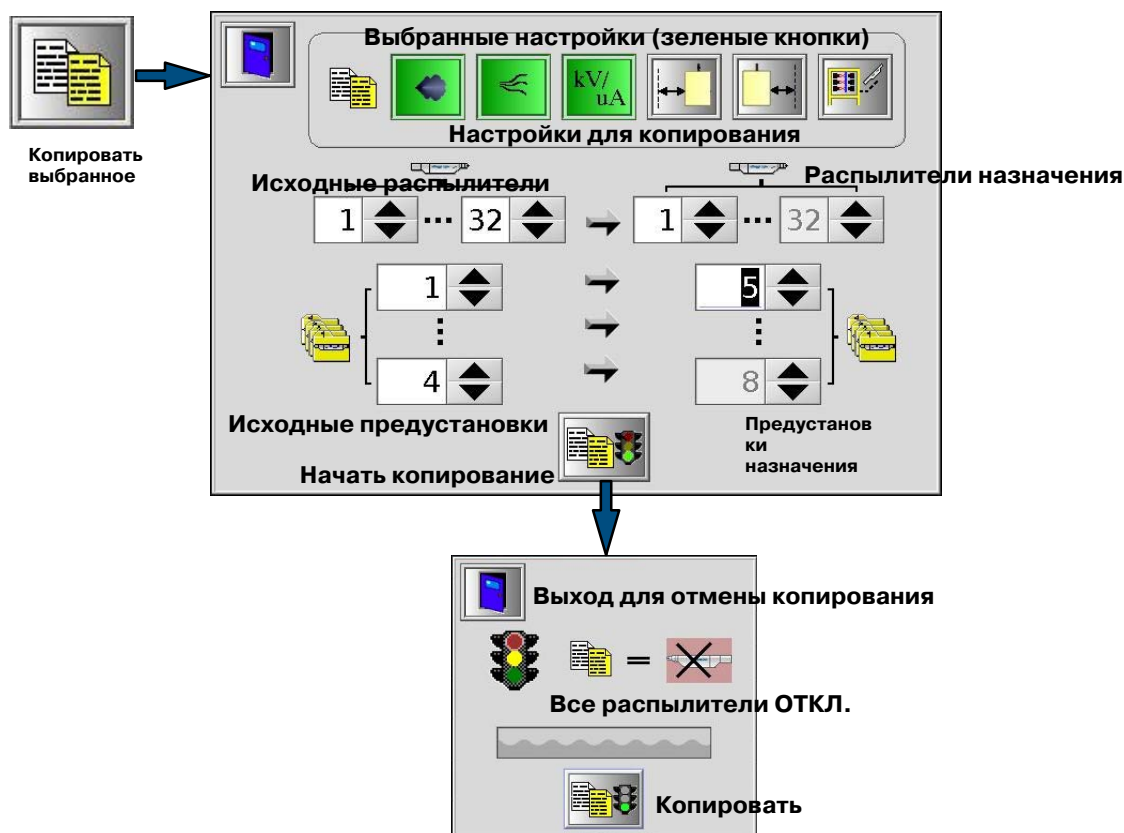 Выбранные настройки (зеленые кнопки)
kV/
uA
Настройки для копирования
Копировать
выбранное
Исходные распылители
Распылители назначения
1 ... 32 1 ... 32
1 5
4 8
Исходные предустановки
Предустанов
ки
назначения
Начать копирование
Выход для отмены копирования
=
Все распылители ОТКЛ.
Копировать